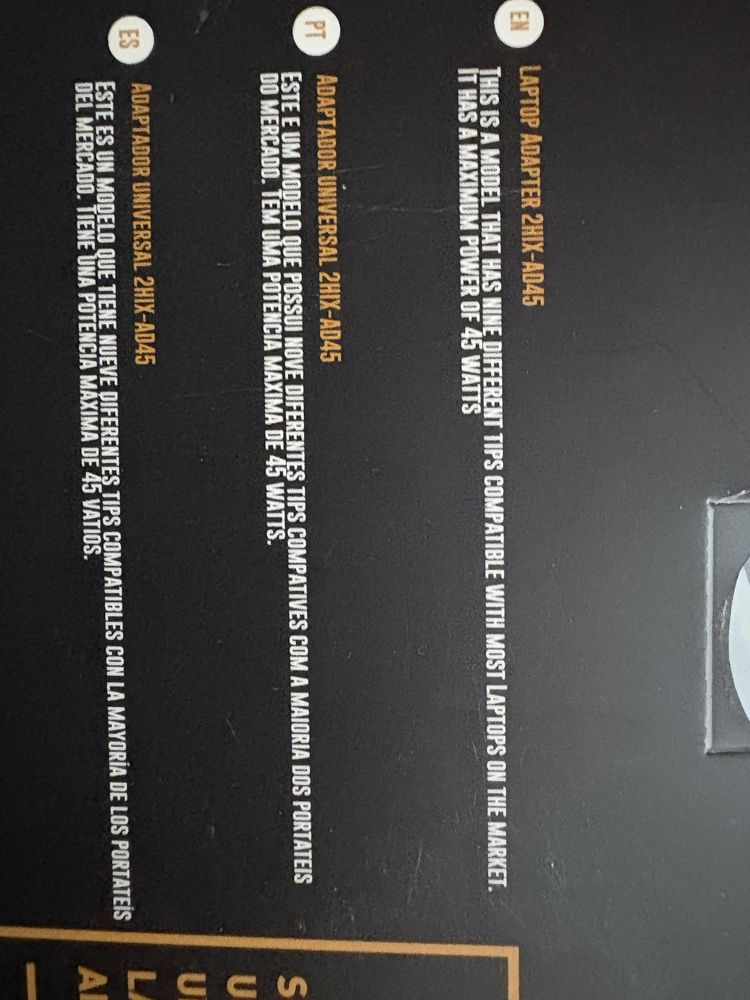 EN
LAPTOP ADAPTER 2HIX-AD45
THIS IS A MODEL THAT HAS NINE DIFFERENT TIPS COMPATIBLE WITH MOST LAPTOPS ON THE MARKET.
IT HAS A MAXIMUM POWER OF 45 WATTS
PT
ADAPTADOR UNIVERSAL 2HIX-AD45
ESTE E UM MODELO QUE POSSUI NOVE DIFERENTES TIPS COMPATIVES COM A MAIORIA DOS PORTATEIS
DO MERCADO. TEM UMA POTENCIA MAXIMA DE 45 WATTS.
ES
ADAPTADOR UNIVERSAL 2HIX-AD45
ESTE ES UN MODELO QUE TIENE NUEVE DIFERENTES TIPS COMPATIBLES CON LA MAYORÍA DE LOS PORTATEÍS
DEL MERCADO. TIENE UNA POTENCIA MÁXIMA DE 45 VATIOS.